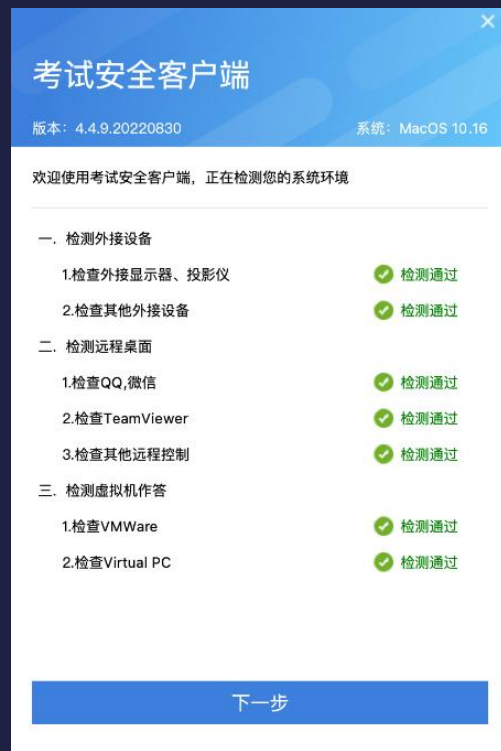 考试安全客户端
版本：4.4.9.20220830 系统：MacOS 10.16
欢迎使用考试安全客户端，正在检测您的系统环境
一．检测外接设备
1.检查外接显示器、投影仪 检测通过
2.检查其他外接设备 检测通过
二．检测远程桌面
1.检查QQ,微信 检测通过
2.检查TeamViewer 检测通过
3.检查其他远程控制 检测通过
三．检测虚拟机作答
1.检查VMWare 检测通过
2.检查Virtual PC 检测通过
下一步